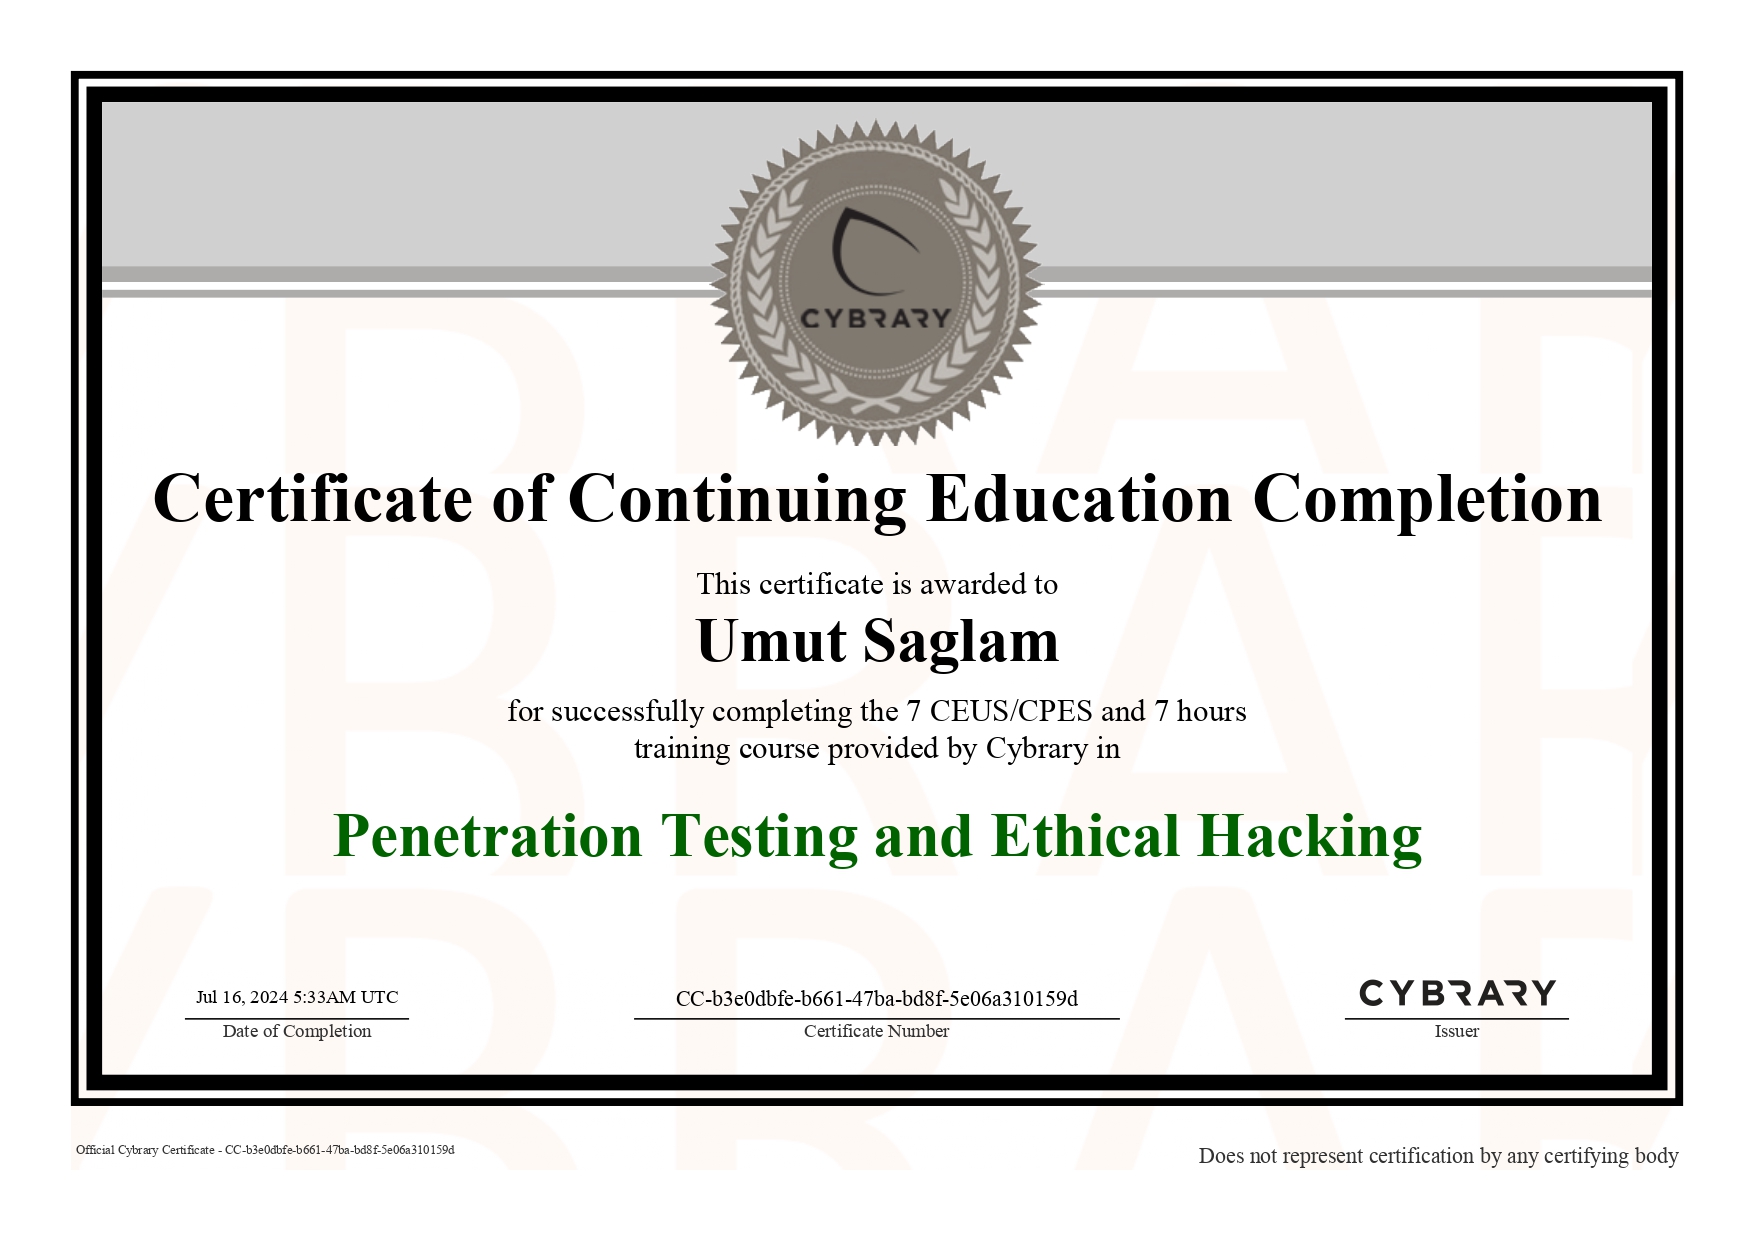 CYBRARY
Certificate of Continuing Education Completion
This certificate is awarded to
Umut Saglam
for successfully completing the 7 CEUS/CPES and 7 hours
training course provided by Cybrary in
Penetration Testing and Ethical Hacking
Jul 16, 2024 5:33AM UTC
Date of Completion
CC-b3e0dbfe-b661-47ba-bd8f-5e06a310159d
Certificate Number
CYBRARY
Issuer
Official Cybrary Certificate - CC-b3e0dbfe-b661-47ba-bd8f-5e06a310159d
Does not represent certification by any certifying body